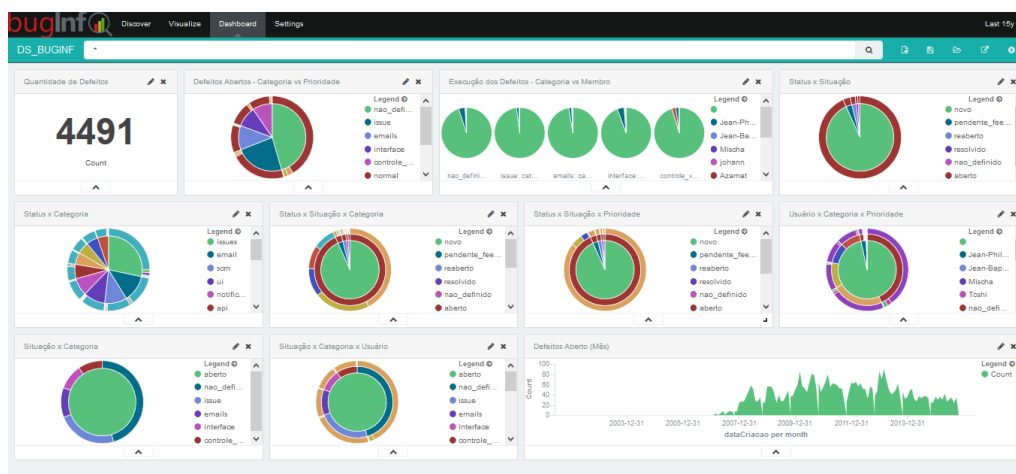 bugInf
Discover Visualize Dashboard Settings Last 15y
DS_BUGINF *
Quantidade de Defeitos
4491
Count
Defeitos Abertos - Categoria vs Prioridade
Legend
nao_defi...
issue
emails
interface
controle_...
normal
Execução dos Defeitos - Categoria vs Membro
nao_defini... issue: cat... emails: ca... interface:... controle_v...
Legend
Jean-Ph...
Jean-Ba...
Mischa
johann
Azamat
Status x Situação
Legend
novo
pendente_fee...
reaberto
resolvido
nao_definido
aberto
Status x Categoria
Legend
issues
email
scm
ui
notific...
api
Status x Situação x Categoria
Legend
novo
pendente_fee...
reaberto
resolvido
nao_definido
aberto
Status x Situação x Prioridade
Legend
novo
pendente_fee...
reaberto
resolvido
nao_definido
aberto
Usuário x Categoria x Prioridade
Legend
Jean-Phil...
Jean-Bap...
Mischa
Toshi
nao_defi...
Situação x Categoria
Legend
aberto
nao_defi...
issue
emails
interface
controle_...
Situação x Categoria x Usuário
Legend
aberto
nao_defi...
issue
emails
interface
controle_...
Defeitos Aberto (Mês)
Legend
Count
Count
100
80
60
40
20
0
2003-12-31 2005-12-31 2007-12-31 2009-12-31 2011-12-31 2013-12-31
dataCriacao per month